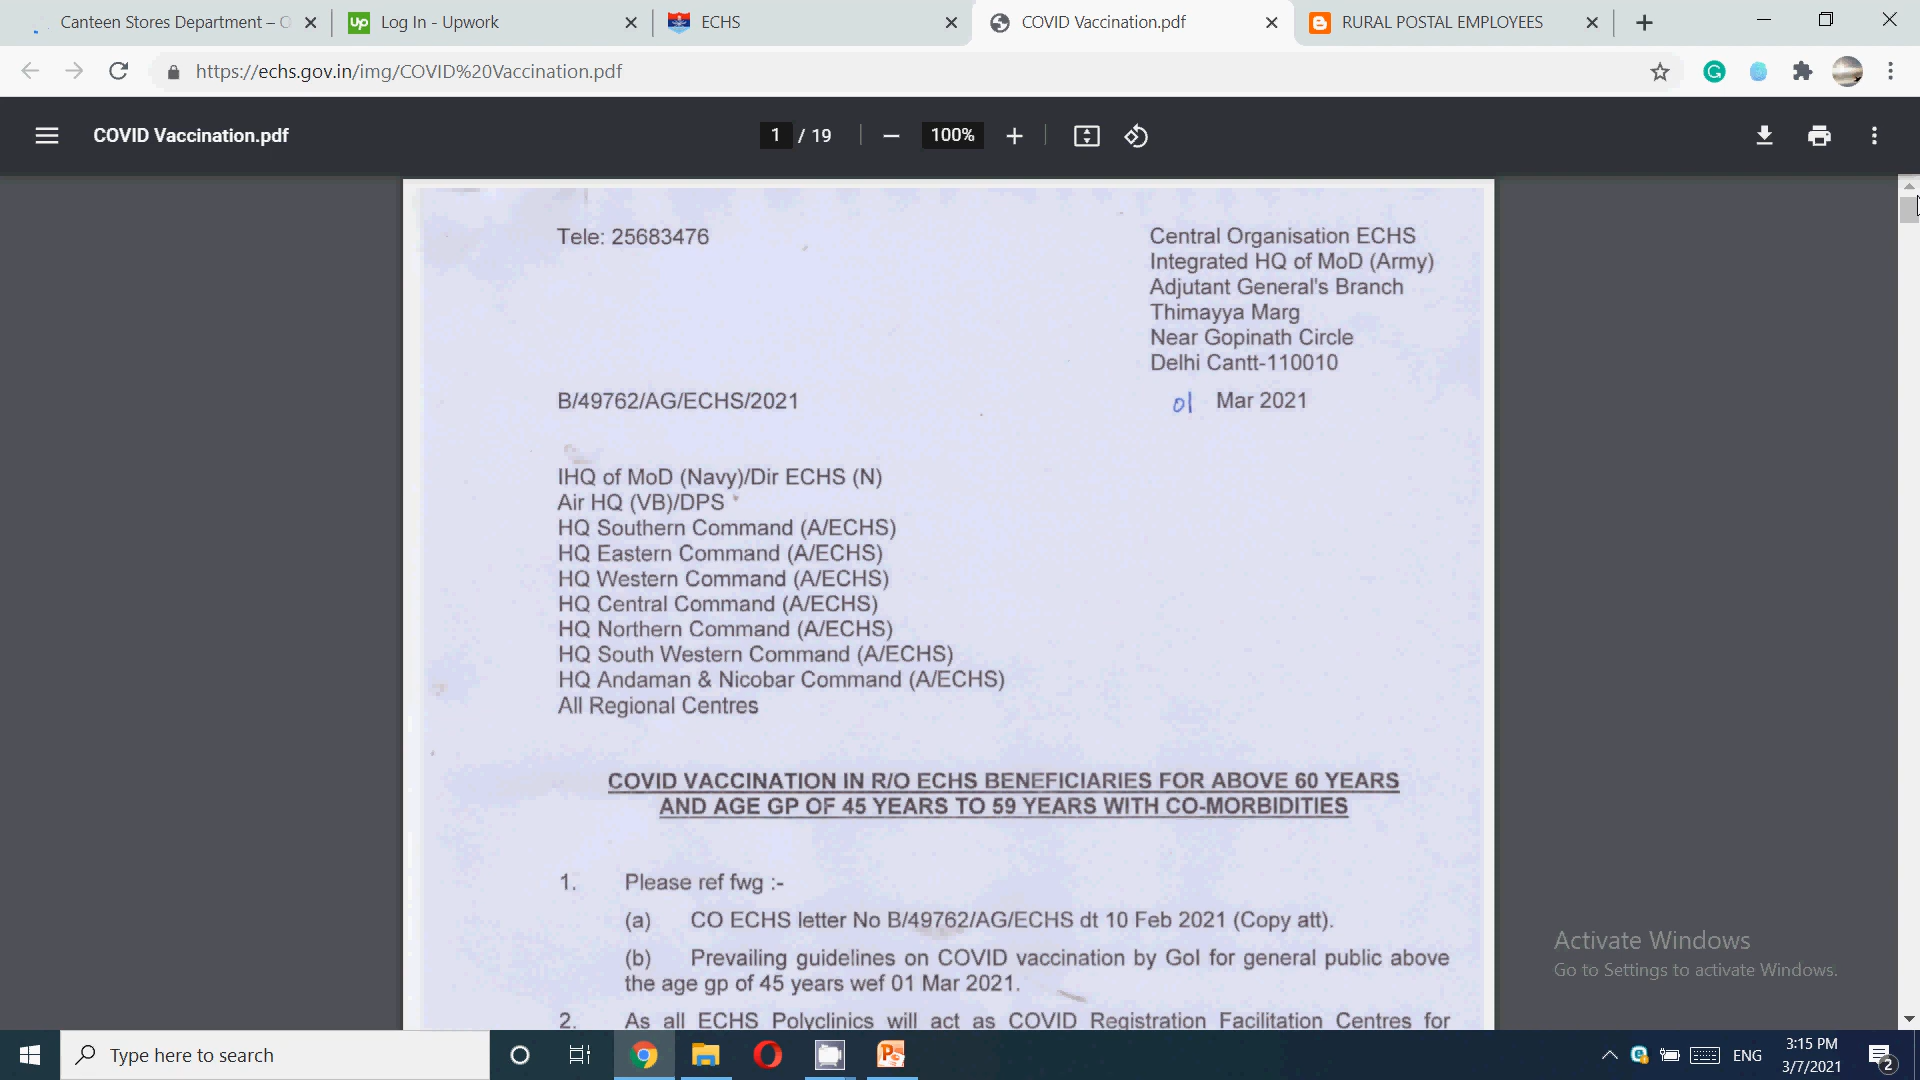 Canteen Stores Department – 
Log In - Upwork
ECHS
COVID Vaccination.pdf
RURAL POSTAL EMPLOYEES
https://echs.gov.in/img/COVID%20Vaccination.pdf
COVID Vaccination.pdf
1 / 19
100%
Tele: 25683476
Central Organisation ECHS
Integrated HQ of MoD (Army)
Adjutant General's Branch
Thimayya Marg
Near Gopinath Circle
Delhi Cantt-110010
B/49762/AG/ECHS/2021
01 Mar 2021
IHQ of MoD (Navy)/Dir ECHS (N)
Air HQ (VB)/DPS
HQ Southern Command (A/ECHS)
HQ Eastern Command (A/ECHS)
HQ Western Command (A/ECHS)
HQ Central Command (A/ECHS)
HQ Northern Command (A/ECHS)
HQ South Western Command (A/ECHS)
HQ Andaman & Nicobar Command (A/ECHS)
All Regional Centres
COVID VACCINATION IN R/O ECHS BENEFICIARIES FOR ABOVE 60 YEARS
AND AGE GP OF 45 YEARS TO 59 YEARS WITH CO-MORBIDITIES
1. Please ref fwg :-
(a) CO ECHS letter No B/49762/AG/ECHS dt 10 Feb 2021 (Copy att).
(b) Prevailing guidelines on COVID vaccination by GoI for general public above
the age gp of 45 years wef 01 Mar 2021.
2. As all ECHS Polyclinics will act as COVID Registration Facilitation Centres for
Activate Windows
Go to Settings to activate Windows.
Type here to search
ENG
3:15 PM
3/7/2021
2